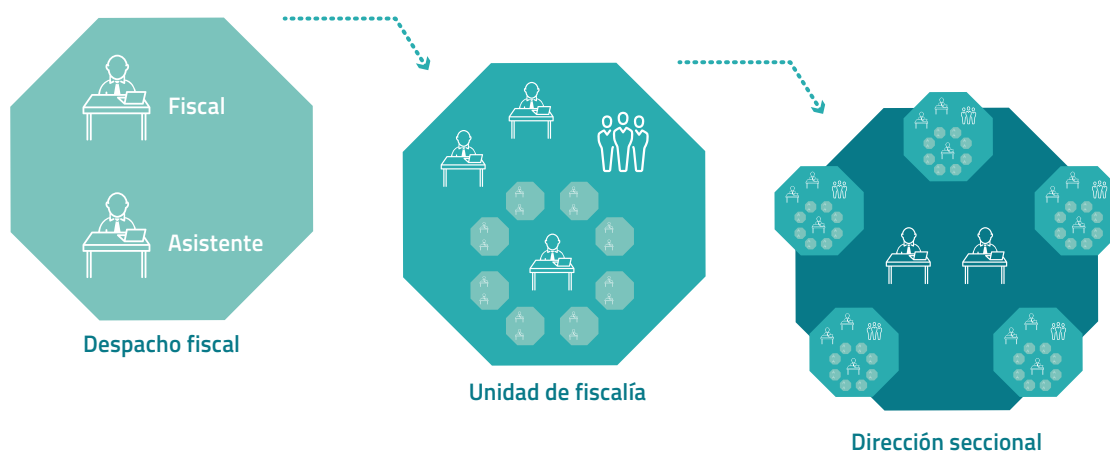 Fiscal
Asistente
Despacho fiscal
Unidad de fiscalía
Dirección seccional